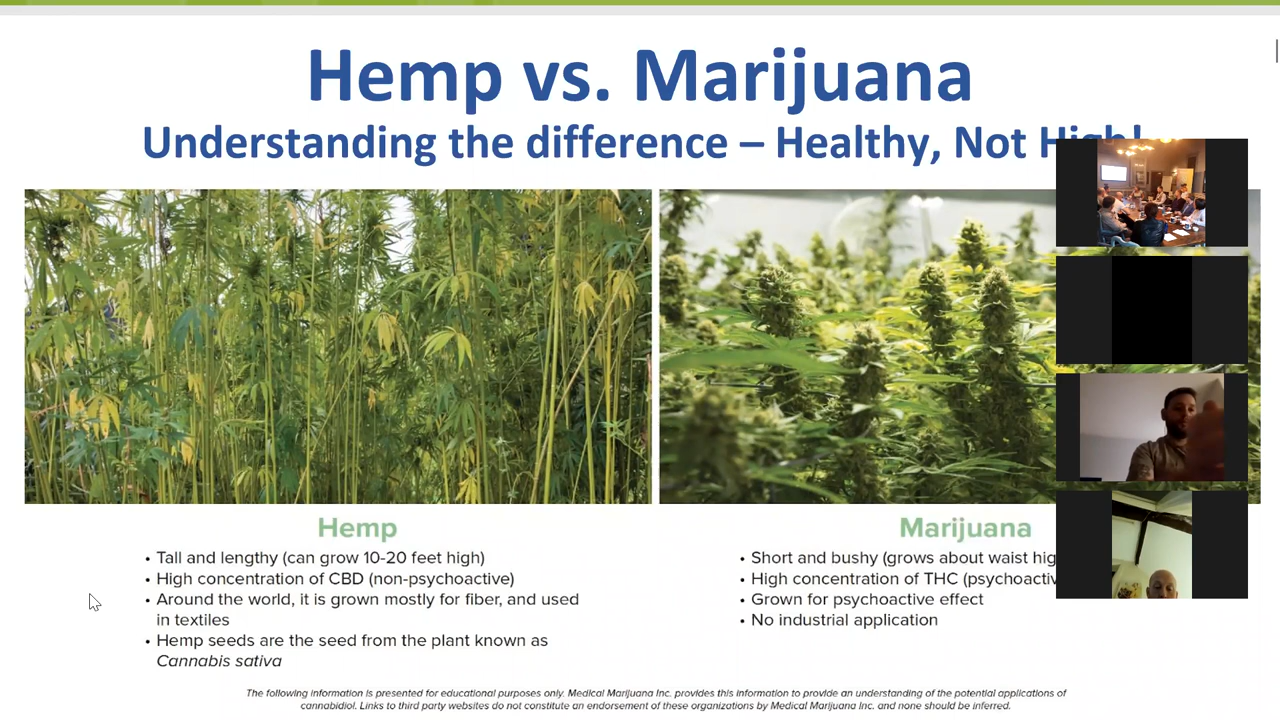 Hemp vs. Marijuana
Understanding the difference – Healthy, Not High!
Hemp
• Tall and lengthy (can grow 10-20 feet high)
• High concentration of CBD (non-psychoactive)
• Around the world, it is grown mostly for fiber, and used
in textiles
• Hemp seeds are the seed from the plant known as
Cannabis sativa
Marijuana
• Short and bushy (grows about waist
• High concentration of THC
• Grown for psychoactive effect
• No industrial application
The following information is presented for educational purposes only. Medical Marijuana Inc. provides this information to provide an understanding of the potential applications of
cannabidiol. Links to third party websites do not constitute an endorsement of these organizations by Medical Marijuana Inc. and none should be inferred.